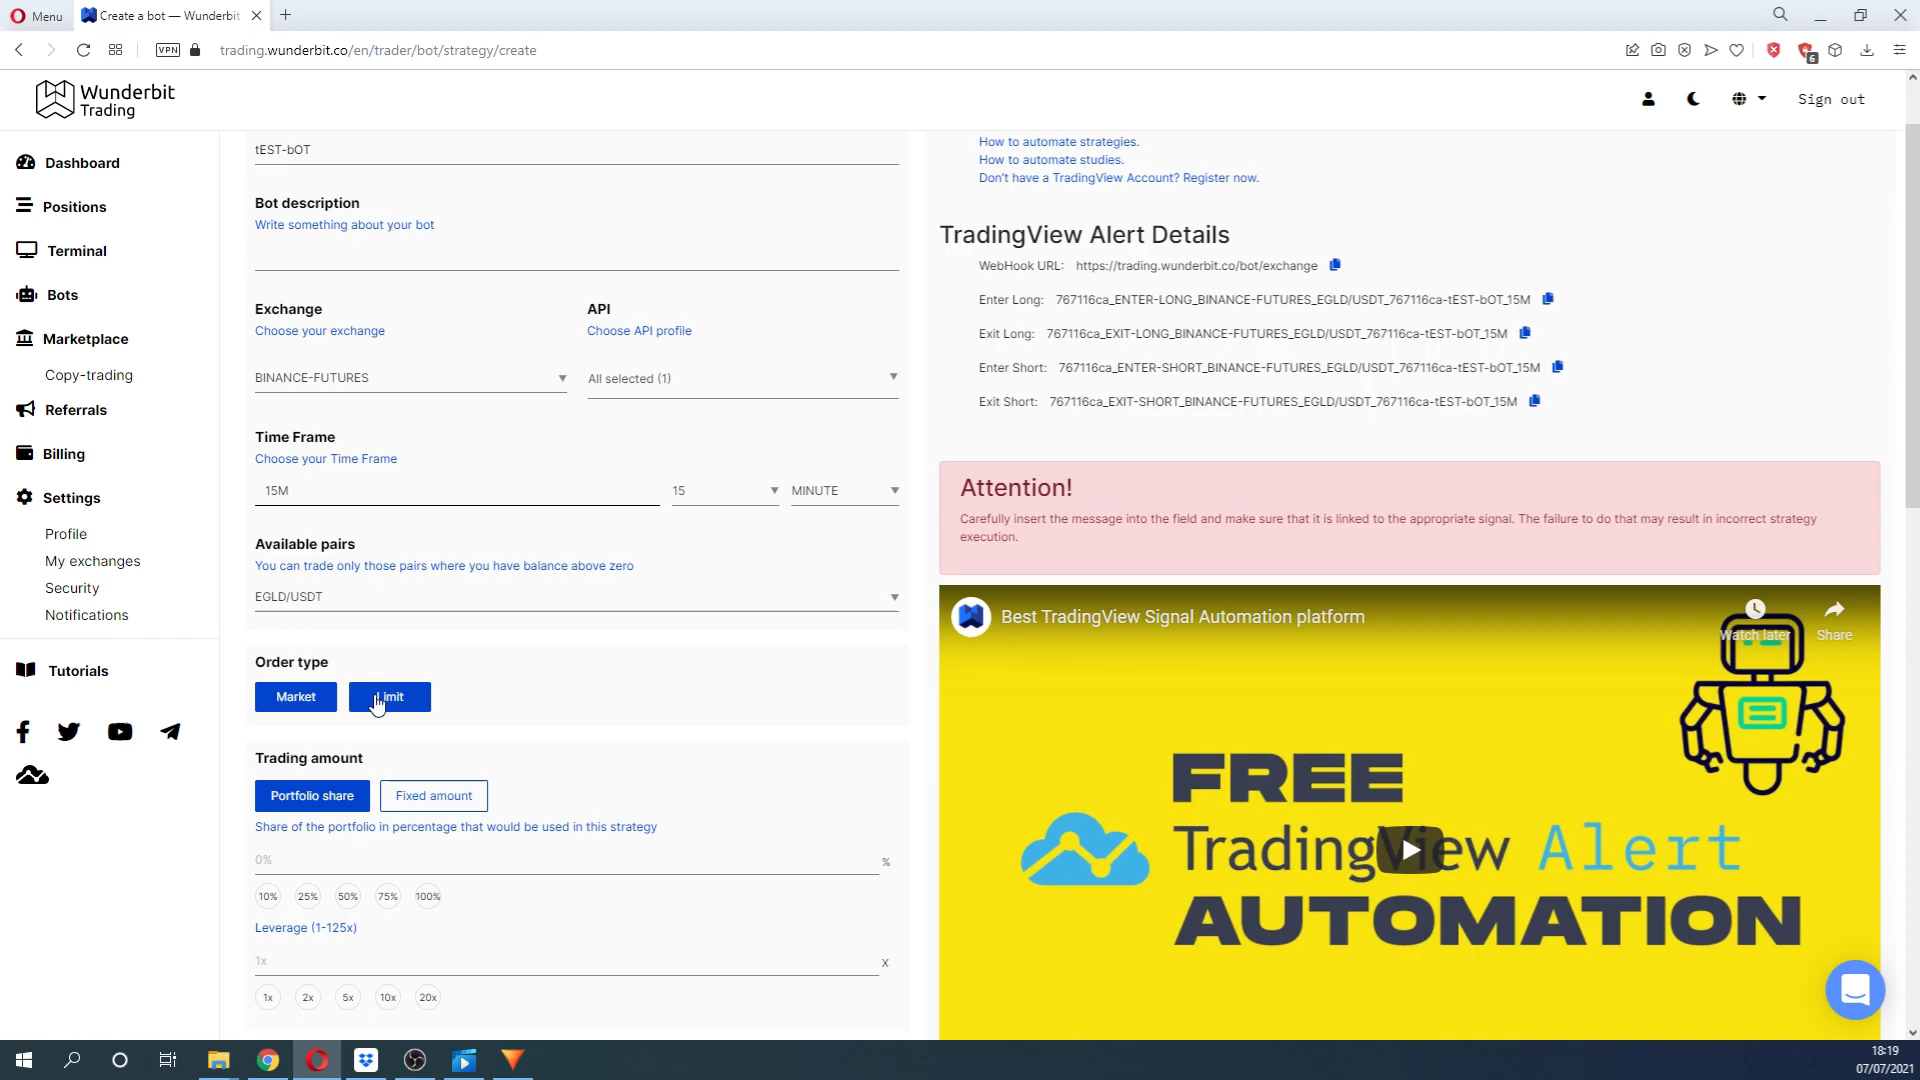 Menu
Create a bot — Wunderbit
VPN
trading.wunderbit.co/en/trader/bot/strategy/create
6
Wunderbit
Trading
Sign out
Dashboard
Positions
Terminal
Bots
Marketplace
Copy-trading
Referrals
Billing
Settings
Profile
My exchanges
Security
Notifications
Tutorials
tEST-bOT
Bot description
Write something about your bot
Exchange
Choose your exchange
BINANCE-FUTURES
API
Choose API profile
All selected (1)
Time Frame
Choose your Time Frame
15M
15
MINUTE
Available pairs
You can trade only those pairs where you have balance above zero
EGLD/USDT
Order type
Market
Limit
Trading amount
Portfolio share
Fixed amount
Share of the portfolio in percentage that would be used in this strategy
0%
%
10%
25%
50%
75%
100%
Leverage (1-125x)
1x
x
1x
2x
5x
10x
20x
How to automate strategies.
How to automate studies.
Don't have a TradingView Account? Register now.
TradingView Alert Details
WebHook URL: https://trading.wunderbit.co/bot/exchange
Enter Long: 767116ca_ENTER-LONG_BINANCE-FUTURES_EGLD/USDT_767116ca-tEST-bOT_15M
Exit Long: 767116ca_EXIT-LONG_BINANCE-FUTURES_EGLD/USDT_767116ca-tEST-bOT_15M
Enter Short: 767116ca_ENTER-SHORT_BINANCE-FUTURES_EGLD/USDT_767116ca-tEST-bOT_15M
Exit Short: 767116ca_EXIT-SHORT_BINANCE-FUTURES_EGLD/USDT_767116ca-tEST-bOT_15M
Attention!
Carefully insert the message into the field and make sure that it is linked to the appropriate signal. The failure to do that may result in incorrect strategy
execution.
Best TradingView Signal Automation platform
Watch later
Share
FREE
TradingView Alert
AUTOMATION
18:19
07/07/2021